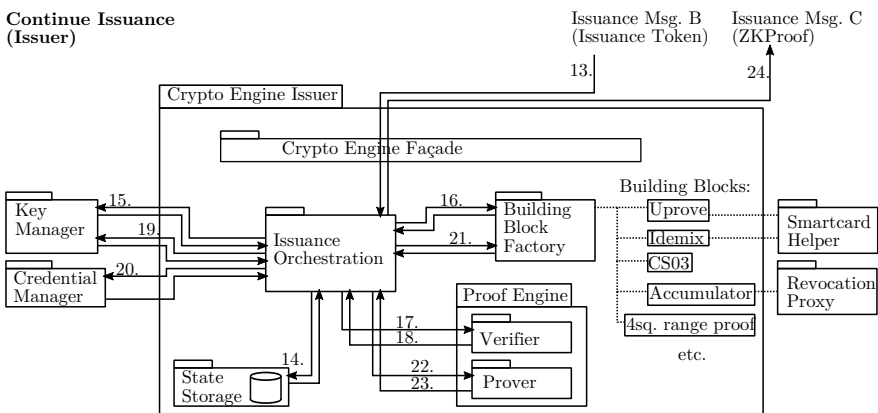 Continue Issuance
(Issuer)
Issuance Msg. B
(Issuance Token)
Issuance Msg. C
(ZKProof)
13.
24.
Crypto Engine Issuer
Crypto Engine Façade
Building Blocks:
Key
Manager
15.
19.
Credential
Manager
20.
Issuance
Orchestration
16.
21.
Building
Block
Factory
Uprove
Idemix
CS03
Accumulator
4sq. range proof
etc.
Smartcard
Helper
Revocation
Proxy
Proof Engine
17.
18.
Verifier
22.
23.
Prover
14.
State
Storage